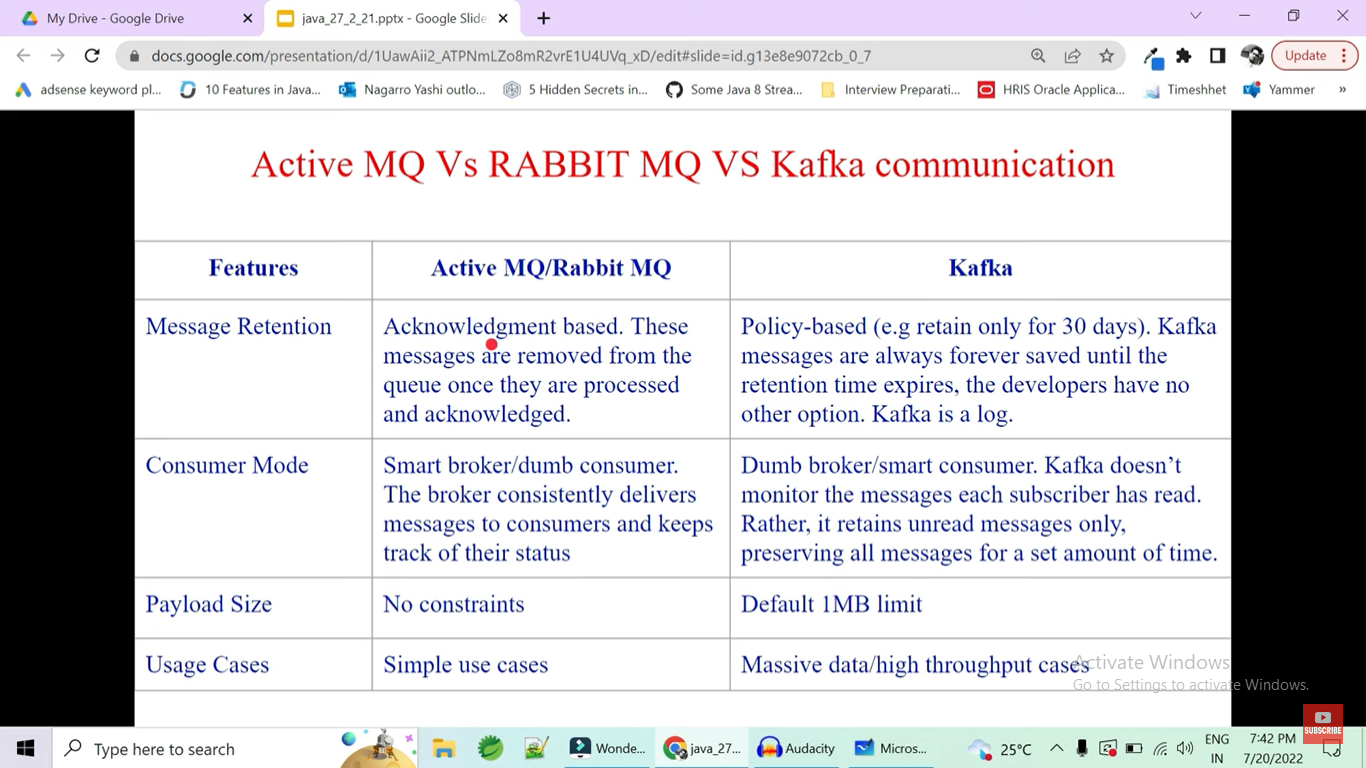 My Drive - Google Drive
java_27_2_21.pptx - Google Slide
docs.google.com/presentation/d/1UawAii2_ATPNmLZo8mR2vrE1U4UVq_xD/edit#slide=id.g13e8e9072cb_0_7
Update
adsense keyword pl...
10 Features in Java...
Nagarro Yashi outlo...
5 Hidden Secrets in...
Some Java 8 Strea...
Interview Preparati...
HRIS Oracle Applica...
Timeshhet
Yammer
»
Active MQ Vs RABBIT MQ VS Kafka communication
Features
Active MQ/Rabbit MQ
Kafka
Message Retention
Acknowledgment based. These
messages are removed from the
queue once they are processed
and acknowledged.
Policy-based (e.g retain only for 30 days). Kafka
messages are always forever saved until the
retention time expires, the developers have no
other option. Kafka is a log.
Consumer Mode
Smart broker/dumb consumer.
The broker consistently delivers
messages to consumers and keeps
track of their status
Dumb broker/smart consumer. Kafka doesn't
monitor the messages each subscriber has read.
Rather, it retains unread messages only,
preserving all messages for a set amount of time.
Payload Size
No constraints
Default 1MB limit
Usage Cases
Simple use cases
Massive data/high throughput cases
Activate Windows
Go to Settings to activate Windows.
SUBSCRIBE
Type here to search
Wonde...
java_27...
Audacity
Micros...
25°C
ENG
IN
7:42 PM
7/20/2022